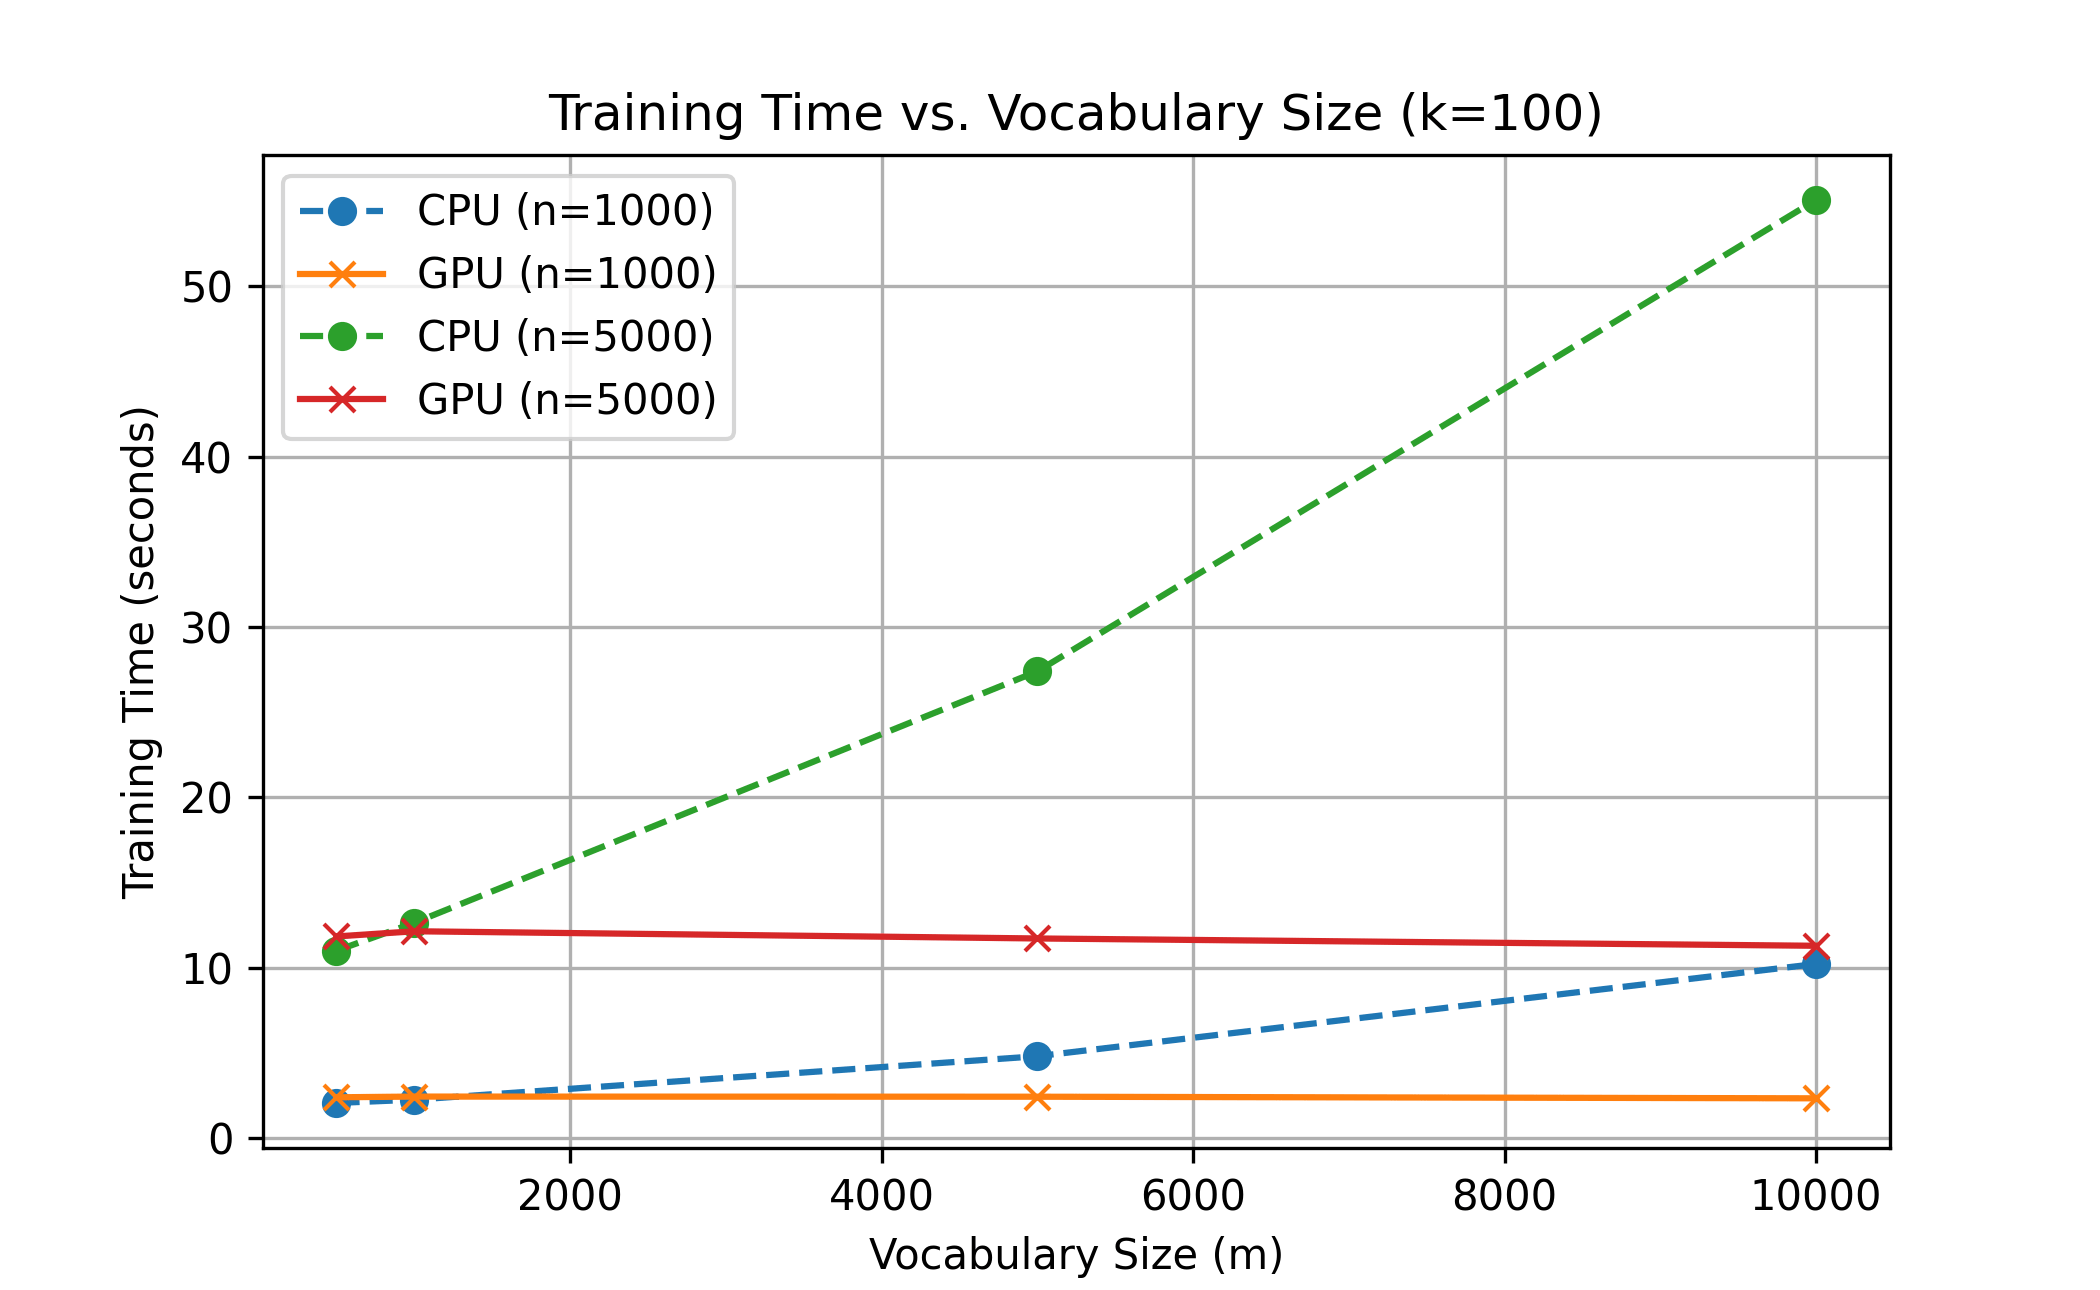 Training Time vs. Vocabulary Size (k=100)
CPU (n=1000)
GPU (n=1000)
CPU (n=5000)
GPU (n=5000)
Training Time (seconds)
50
40
30
20
10
0
2000 4000 6000 8000 10000
Vocabulary Size (m)